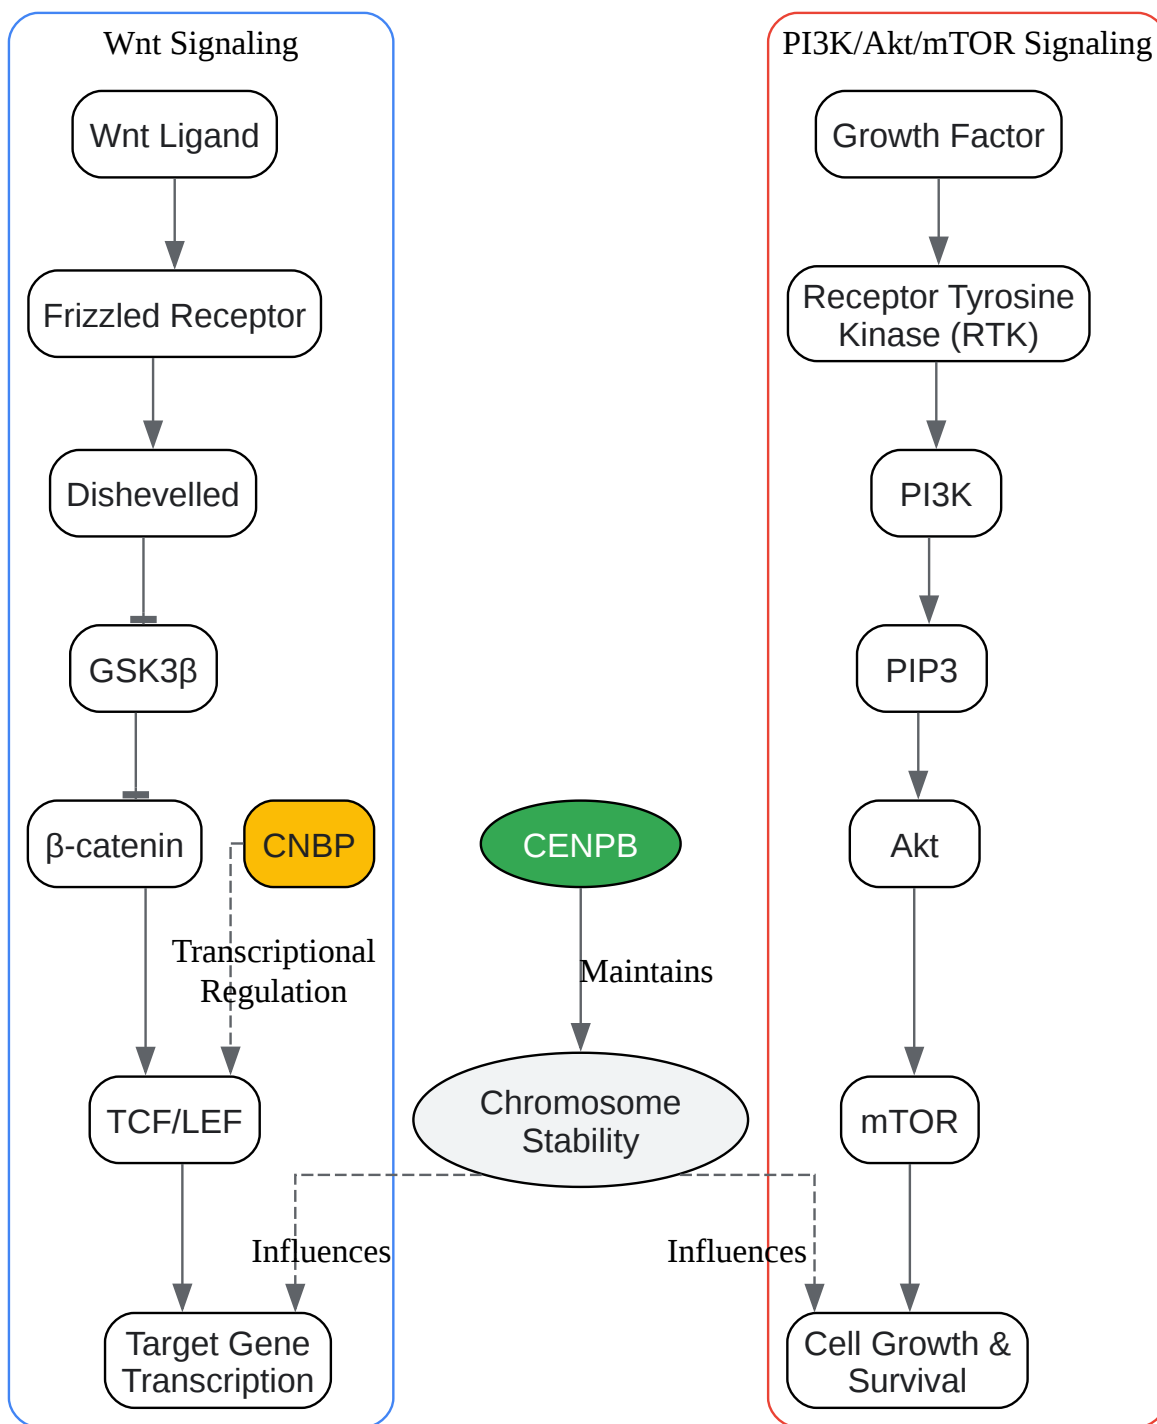 Wnt Signaling
Wnt Ligand
Frizzled Receptor
Dishevelled
GSK3β
β-catenin
CNBP
Transcriptional
Regulation
TCF/LEF
Influences
Target Gene
Transcription
CENPB
Maintains
Chromosome
Stability
Influences
PI3K/Akt/mTOR Signaling
Growth Factor
Receptor Tyrosine
Kinase (RTK)
PI3K
PIP3
Akt
mTOR
Cell Growth &
Survival